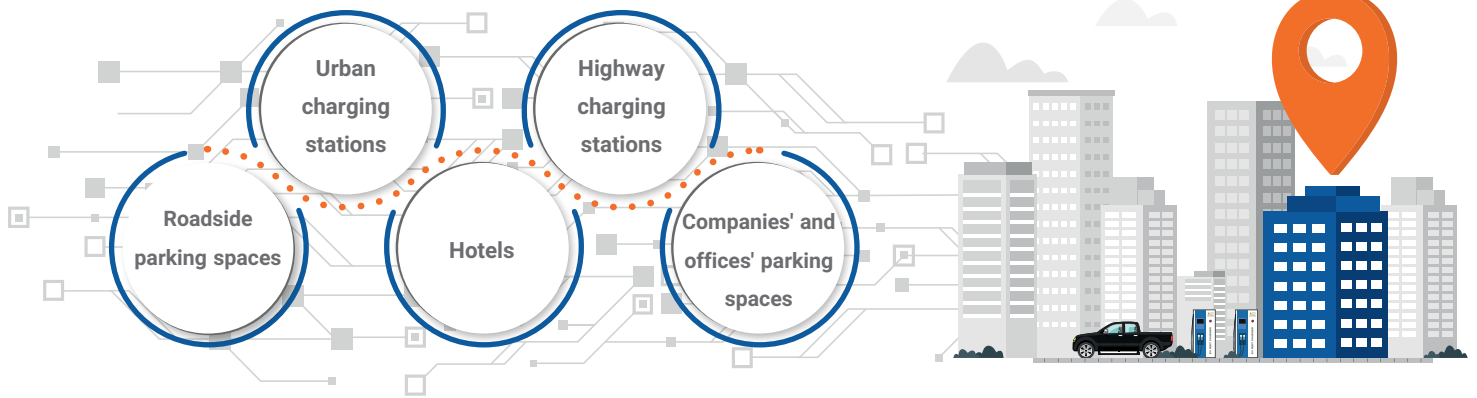 Urban
charging
stations
Highway
charging
stations
Roadside
parking spaces
Hotels
Companies' and
offices' parking
spaces